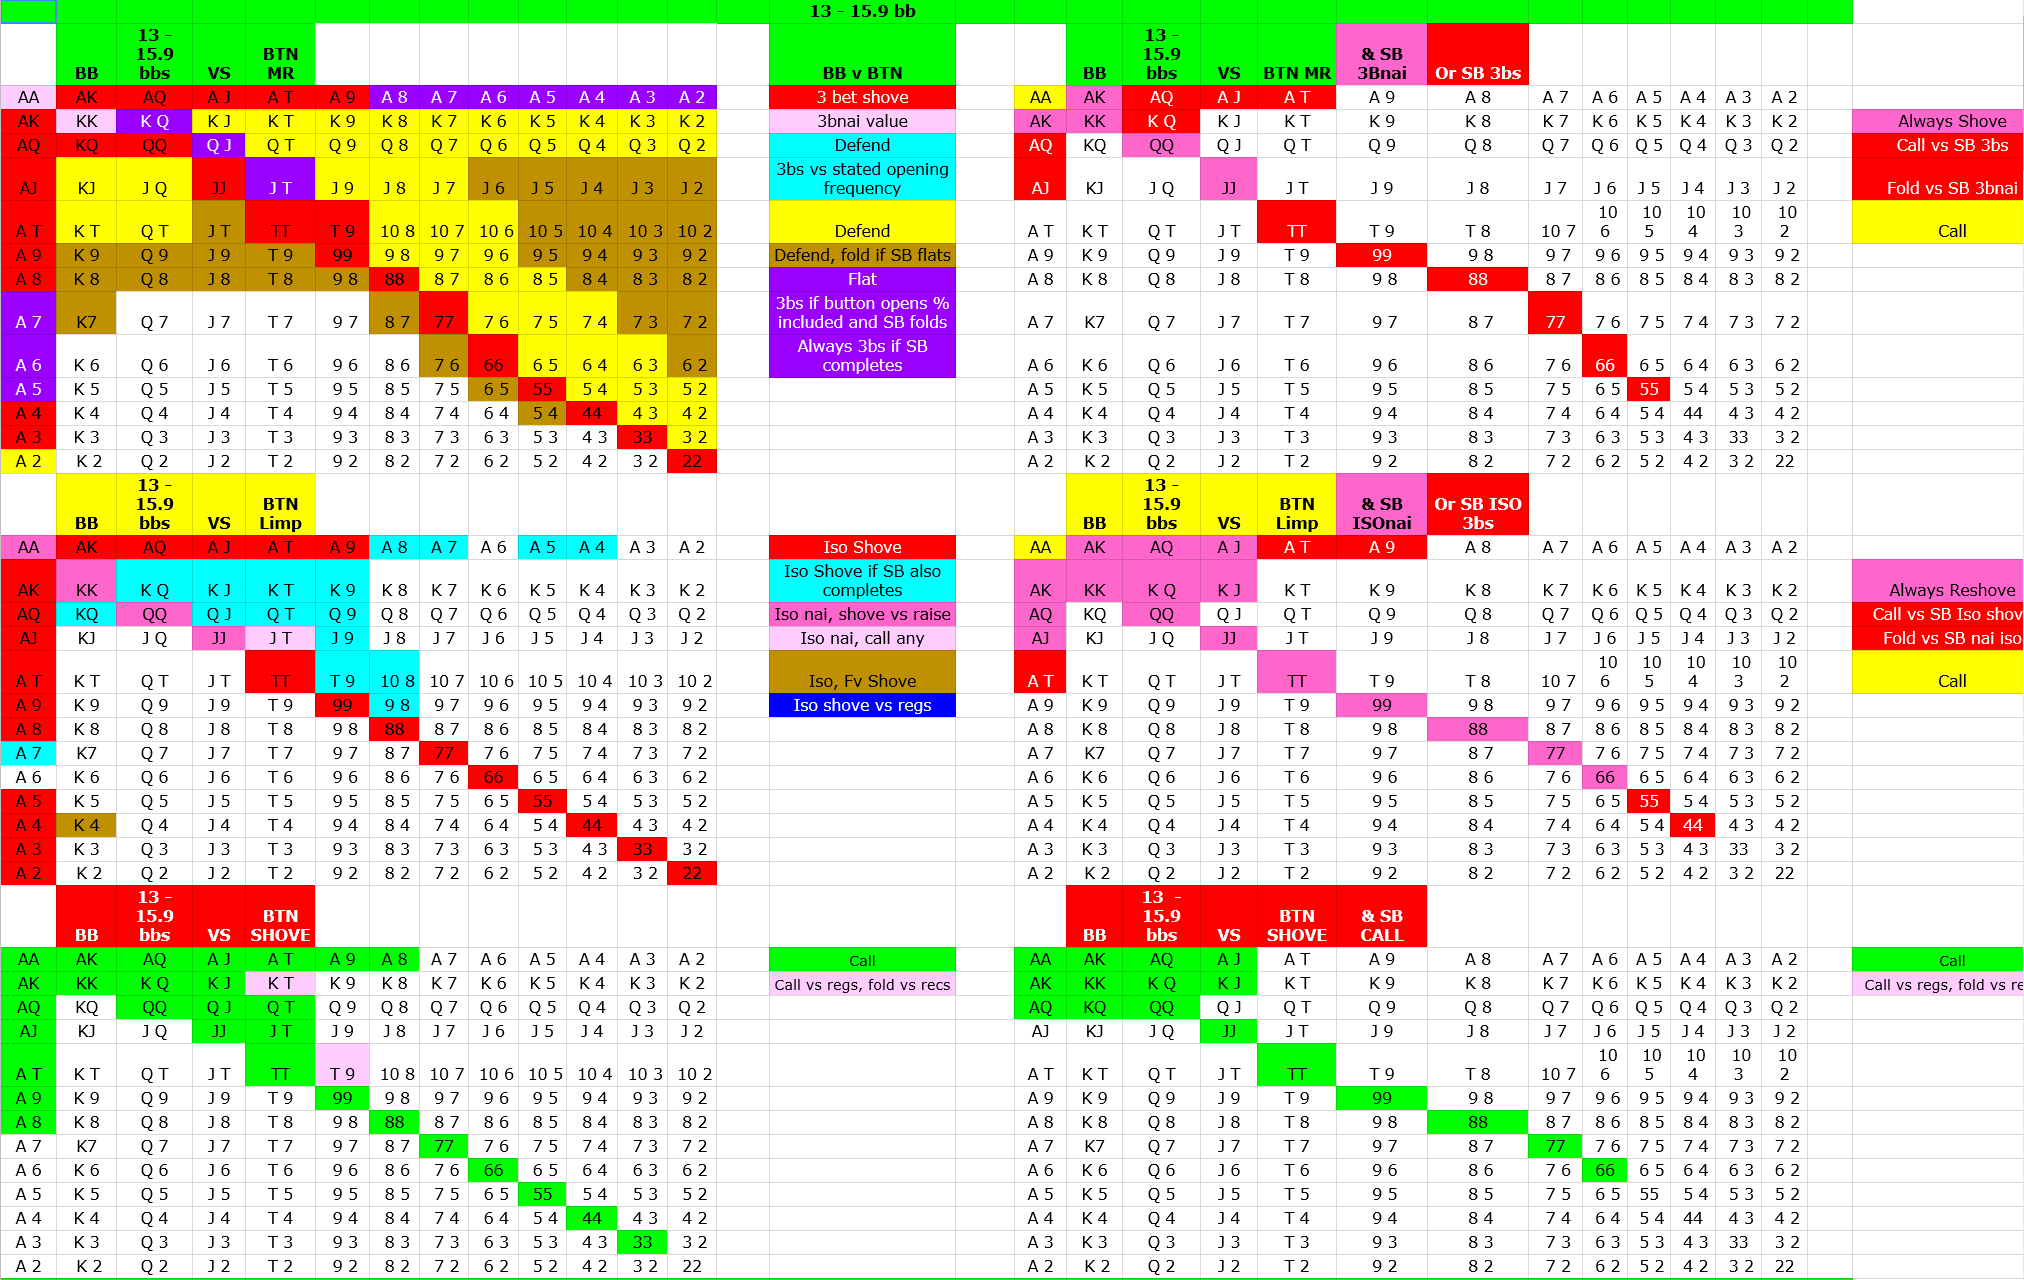 13 - 15.9 bb
BB 13 - 15.9 bbs VS BTN MR BB v BTN BB 13 - 15.9 bbs VS BTN MR & SB 3Bnai Or SB 3bs
AA AK AQ A J A T A 9 A 8 A 7 A 6 A 5 A 4 A 3 A 2 3 bet shove AA AK AQ A J A T A 9 A 8 A 7 A 6 A 5 A 4 A 3 A 2
AK KK K Q K J K T K 9 K 8 K 7 K 6 K 5 K 4 K 3 K 2 3bnai value AK KK K Q K J K T K 9 K 8 K 7 K 6 K 5 K 4 K 3 K 2 Always Shove
AQ KQ QQ Q J Q T Q 9 Q 8 Q 7 Q 6 Q 5 Q 4 Q 3 Q 2 Defend AQ KQ QQ Q J Q T Q 9 Q 8 Q 7 Q 6 Q 5 Q 4 Q 3 Q 2 Call vs SB 3bs
AJ KJ J Q JJ J T J 9 J 8 J 7 J 6 J 5 J 4 J 3 J 2 3bs vs stated opening frequency AJ KJ J Q JJ J T J 9 J 8 J 7 J 6 J 5 J 4 J 3 J 2 Fold vs SB 3bnai
A T K T Q T J T TT T 9 10 8 10 7 10 6 10 5 10 4 10 3 10 2 Defend A T K T Q T J T TT T 9 T 8 10 7 10 6 10 5 10 4 10 3 10 2 Call
A 9 K 9 Q 9 J 9 T 9 99 9 8 9 7 9 6 9 5 9 4 9 3 9 2 Defend, fold if SB flats A 9 K 9 Q 9 J 9 T 9 99 9 8 9 7 9 6 9 5 9 4 9 3 9 2
A 8 K 8 Q 8 J 8 T 8 9 8 88 8 7 8 6 8 5 8 4 8 3 8 2 Flat A 8 K 8 Q 8 J 8 T 8 9 8 88 8 7 8 6 8 5 8 4 8 3 8 2
A 7 K7 Q 7 J 7 T 7 9 7 8 7 77 7 6 7 5 7 4 7 3 7 2 3bs if button opens % included and SB folds A 7 K7 Q 7 J 7 T 7 9 7 8 7 77 7 6 7 5 7 4 7 3 7 2
A 6 K 6 Q 6 J 6 T 6 9 6 8 6 7 6 66 6 5 6 4 6 3 6 2 Always 3bs if SB completes A 6 K 6 Q 6 J 6 T 6 9 6 8 6 7 6 66 6 5 6 4 6 3 6 2
A 5 K 5 Q 5 J 5 T 5 9 5 8 5 7 5 6 5 55 5 4 5 3 5 2 A 5 K 5 Q 5 J 5 T 5 9 5 8 5 7 5 6 5 55 5 4 5 3 5 2
A 4 K 4 Q 4 J 4 T 4 9 4 8 4 7 4 6 4 5 4 44 4 3 4 2 A 4 K 4 Q 4 J 4 T 4 9 4 8 4 7 4 6 4 5 4 44 4 3 4 2
A 3 K 3 Q 3 J 3 T 3 9 3 8 3 7 3 6 3 5 3 4 3 33 3 2 A 3 K 3 Q 3 J 3 T 3 9 3 8 3 7 3 6 3 5 3 4 3 33 3 2
A 2 K 2 Q 2 J 2 T 2 9 2 8 2 7 2 6 2 5 2 4 2 3 2 22 A 2 K 2 Q 2 J 2 T 2 9 2 8 2 7 2 6 2 5 2 4 2 3 2 22
BB 13 - 15.9 bbs VS BTN Limp BB 13 - 15.9 bbs VS BTN Limp & SB ISOnai Or SB ISO 3bs
AA AK AQ A J A T A 9 A 8 A 7 A 6 A 5 A 4 A 3 A 2 Iso Shove AA AK AQ A J A T A 9 A 8 A 7 A 6 A 5 A 4 A 3 A 2
AK KK K Q K J K T K 9 K 8 K 7 K 6 K 5 K 4 K 3 K 2 Iso Shove if SB also completes AK KK K Q K J K T K 9 K 8 K 7 K 6 K 5 K 4 K 3 K 2 Always Reshove
AQ KQ QQ Q J Q T Q 9 Q 8 Q 7 Q 6 Q 5 Q 4 Q 3 Q 2 Iso nai, shove vs raise AQ KQ QQ Q J Q T Q 9 Q 8 Q 7 Q 6 Q 5 Q 4 Q 3 Q 2 Call vs SB Iso shov
AJ KJ J Q JJ J T J 9 J 8 J 7 J 6 J 5 J 4 J 3 J 2 Iso nai, call any AJ KJ J Q JJ J T J 9 J 8 J 7 J 6 J 5 J 4 J 3 J 2 Fold vs SB nai iso
A T K T Q T J T TT T 9 10 8 10 7 10 6 10 5 10 4 10 3 10 2 Iso, Fv Shove A T K T Q T J T TT T 9 T 8 10 7 10 6 10 5 10 4 10 3 10 2 Call
A 9 K 9 Q 9 J 9 T 9 99 9 8 9 7 9 6 9 5 9 4 9 3 9 2 Iso shove vs regs A 9 K 9 Q 9 J 9 T 9 99 9 8 9 7 9 6 9 5 9 4 9 3 9 2
A 8 K 8 Q 8 J 8 T 8 9 8 88 8 7 8 6 8 5 8 4 8 3 8 2 A 8 K 8 Q 8 J 8 T 8 9 8 88 8 7 8 6 8 5 8 4 8 3 8 2
A 7 K7 Q 7 J 7 T 7 9 7 8 7 77 7 6 7 5 7 4 7 3 7 2 A 7 K7 Q 7 J 7 T 7 9 7 8 7 77 7 6 7 5 7 4 7 3 7 2
A 6 K 6 Q 6 J 6 T 6 9 6 8 6 7 6 66 6 5 6 4 6 3 6 2 A 6 K 6 Q 6 J 6 T 6 9 6 8 6 7 6 66 6 5 6 4 6 3 6 2
A 5 K 5 Q 5 J 5 T 5 9 5 8 5 7 5 6 5 55 5 4 5 3 5 2 A 5 K 5 Q 5 J 5 T 5 9 5 8 5 7 5 6 5 55 5 4 5 3 5 2
A 4 K 4 Q 4 J 4 T 4 9 4 8 4 7 4 6 4 5 4 44 4 3 4 2 A 4 K 4 Q 4 J 4 T 4 9 4 8 4 7 4 6 4 5 4 44 4 3 4 2
A 3 K 3 Q 3 J 3 T 3 9 3 8 3 7 3 6 3 5 3 4 3 33 3 2 A 3 K 3 Q 3 J 3 T 3 9 3 8 3 7 3 6 3 5 3 4 3 33 3 2
A 2 K 2 Q 2 J 2 T 2 9 2 8 2 7 2 6 2 5 2 4 2 3 2 22 A 2 K 2 Q 2 J 2 T 2 9 2 8 2 7 2 6 2 5 2 4 2 3 2 22
BB 13 - 15.9 bbs VS BTN SHOVE BB 13 - 15.9 bbs VS BTN SHOVE & SB CALL
AA AK AQ A J A T A 9 A 8 A 7 A 6 A 5 A 4 A 3 A 2 Call AA AK AQ A J A T A 9 A 8 A 7 A 6 A 5 A 4 A 3 A 2 Call
AK KK K Q K J K T K 9 K 8 K 7 K 6 K 5 K 4 K 3 K 2 Call vs regs, fold vs recs AK KK K Q K J K T K 9 K 8 K 7 K 6 K 5 K 4 K 3 K 2 Call vs regs, fold vs re
AQ KQ QQ Q J Q T Q 9 Q 8 Q 7 Q 6 Q 5 Q 4 Q 3 Q 2 AQ KQ QQ Q J Q T Q 9 Q 8 Q 7 Q 6 Q 5 Q 4 Q 3 Q 2
AJ KJ J Q JJ J T J 9 J 8 J 7 J 6 J 5 J 4 J 3 J 2 AJ KJ J Q JJ J T J 9 J 8 J 7 J 6 J 5 J 4 J 3 J 2
A T K T Q T J T TT T 9 10 8 10 7 10 6 10 5 10 4 10 3 10 2 A T K T Q T J T TT T 9 T 8 10 7 10 6 10 5 10 4 10 3 10 2
A 9 K 9 Q 9 J 9 T 9 99 9 8 9 7 9 6 9 5 9 4 9 3 9 2 A 9 K 9 Q 9 J 9 T 9 99 9 8 9 7 9 6 9 5 9 4 9 3 9 2
A 8 K 8 Q 8 J 8 T 8 9 8 88 8 7 8 6 8 5 8 4 8 3 8 2 A 8 K 8 Q 8 J 8 T 8 9 8 88 8 7 8 6 8 5 8 4 8 3 8 2
A 7 K7 Q 7 J 7 T 7 9 7 8 7 77 7 6 7 5 7 4 7 3 7 2 A 7 K7 Q 7 J 7 T 7 9 7 8 7 77 7 6 7 5 7 4 7 3 7 2
A 6 K 6 Q 6 J 6 T 6 9 6 8 6 7 6 66 6 5 6 4 6 3 6 2 A 6 K 6 Q 6 J 6 T 6 9 6 8 6 7 6 66 6 5 6 4 6 3 6 2
A 5 K 5 Q 5 J 5 T 5 9 5 8 5 7 5 6 5 55 5 4 5 3 5 2 A 5 K 5 Q 5 J 5 T 5 9 5 8 5 7 5 6 5 55 5 4 5 3 5 2
A 4 K 4 Q 4 J 4 T 4 9 4 8 4 7 4 6 4 5 4 44 4 3 4 2 A 4 K 4 Q 4 J 4 T 4 9 4 8 4 7 4 6 4 5 4 44 4 3 4 2
A 3 K 3 Q 3 J 3 T 3 9 3 8 3 7 3 6 3 5 3 4 3 33 3 2 A 3 K 3 Q 3 J 3 T 3 9 3 8 3 7 3 6 3 5 3 4 3 33 3 2
A 2 K 2 Q 2 J 2 T 2 9 2 8 2 7 2 6 2 5 2 4 2 3 2 22 A 2 K 2 Q 2 J 2 T 2 9 2 8 2 7 2 6 2 5 2 4 2 3 2 22